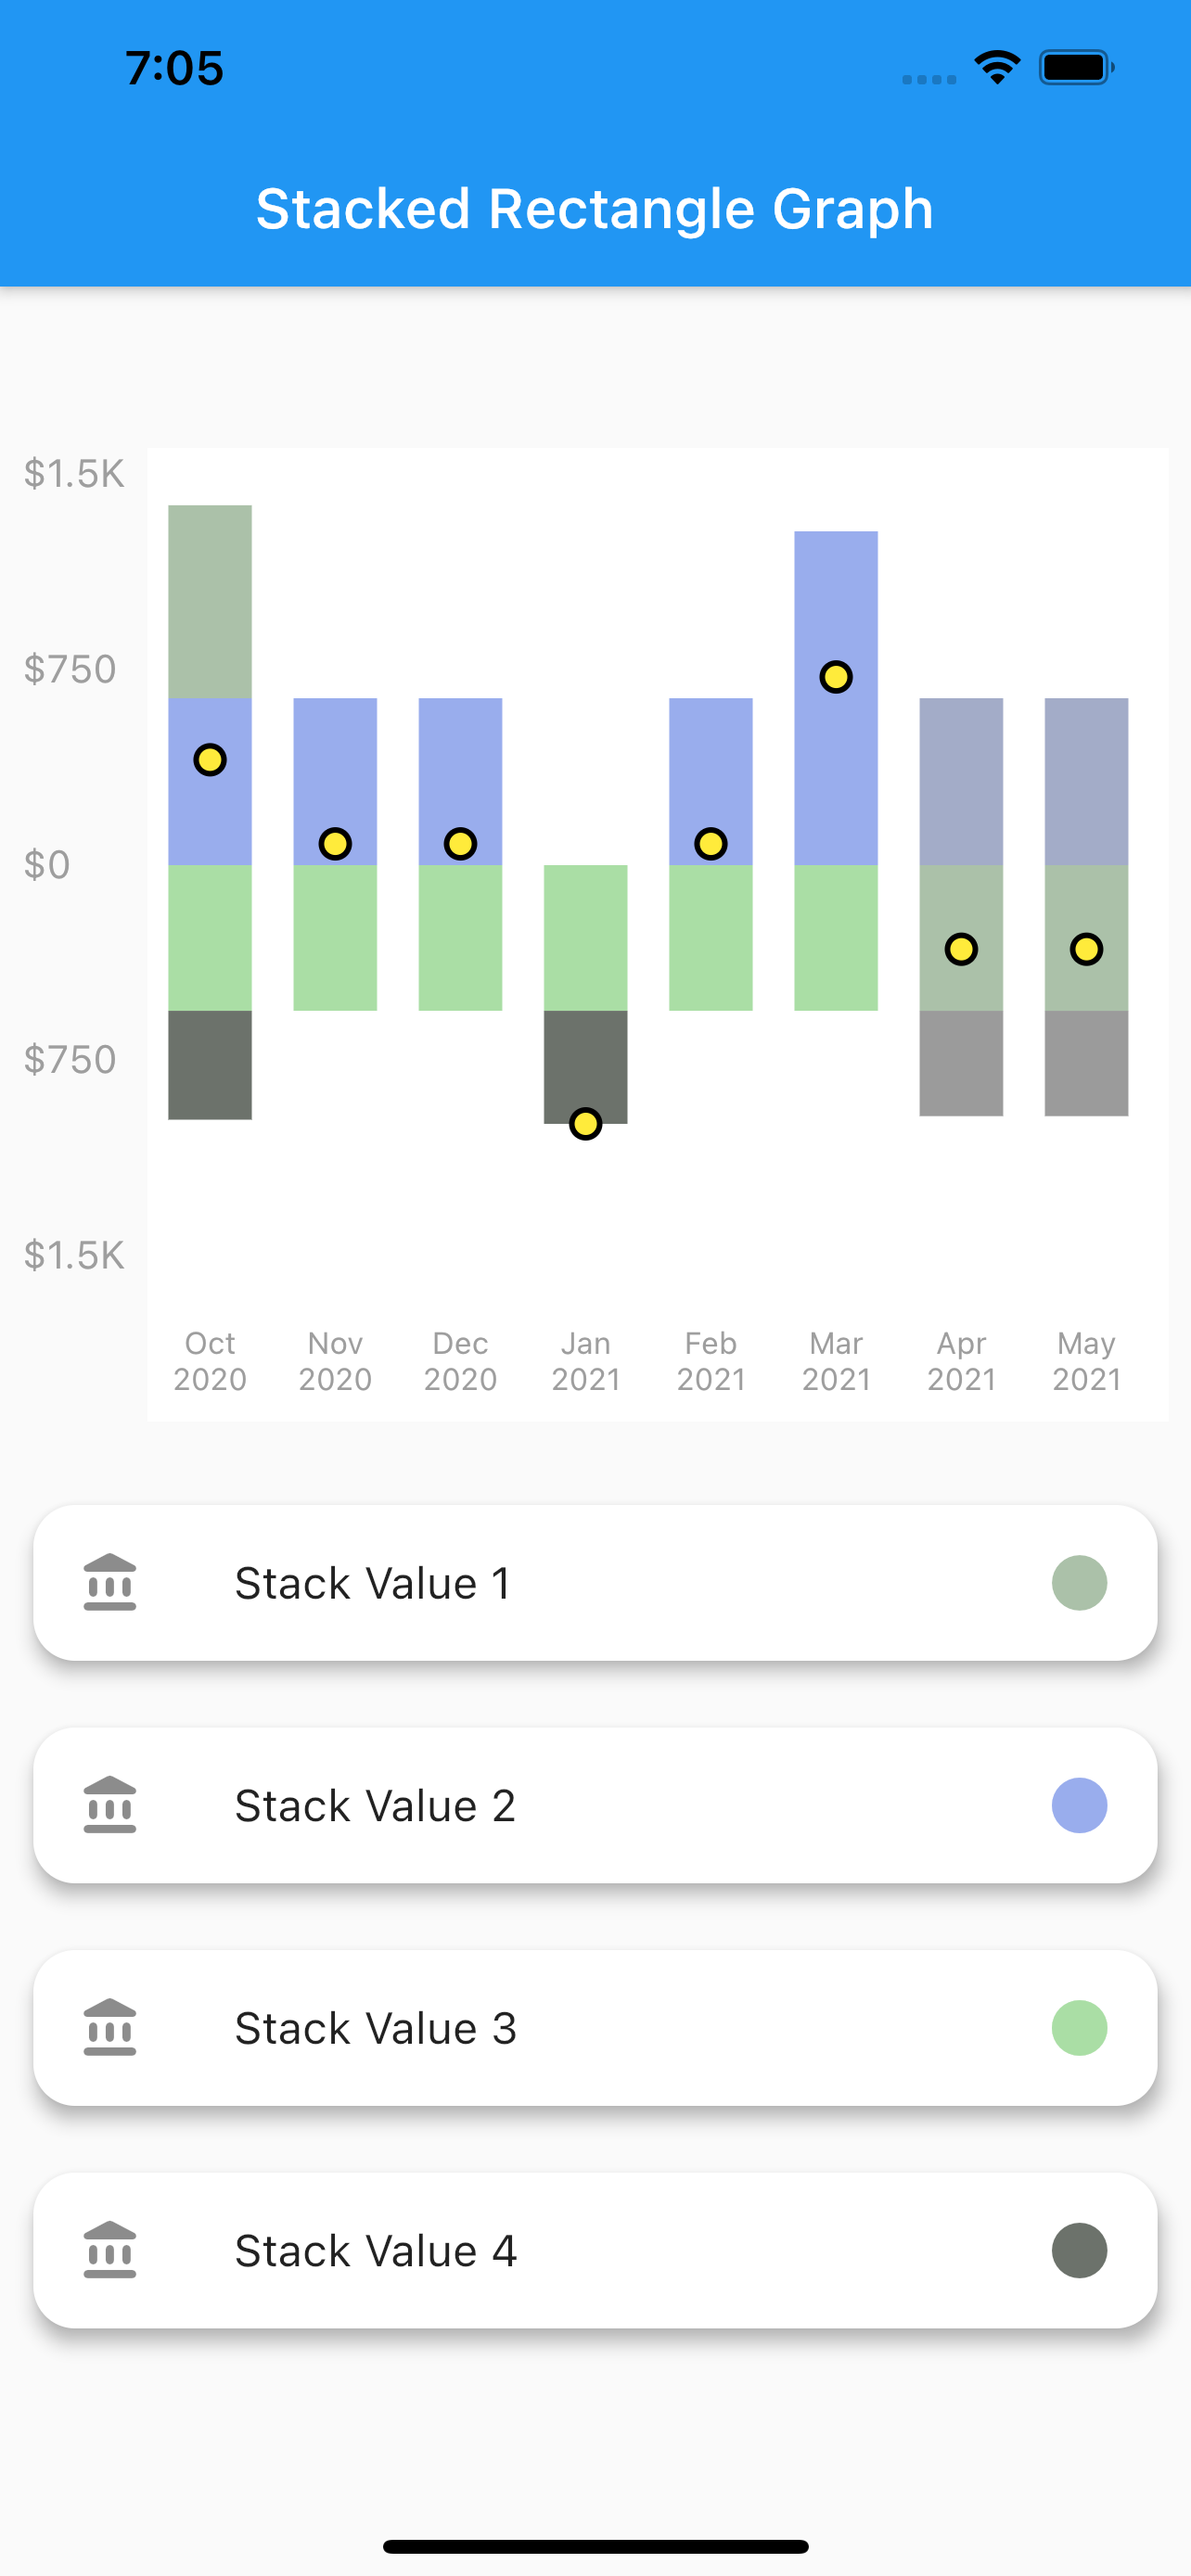 7:05
Stacked Rectangle Graph
$1.5K
$750
$0
$750
$1.5K
Oct Nov Dec Jan Feb Mar Apr May
2020 2020 2020 2021 2021 2021 2021 2021
Stack Value 1
Stack Value 2
Stack Value 3
Stack Value 4